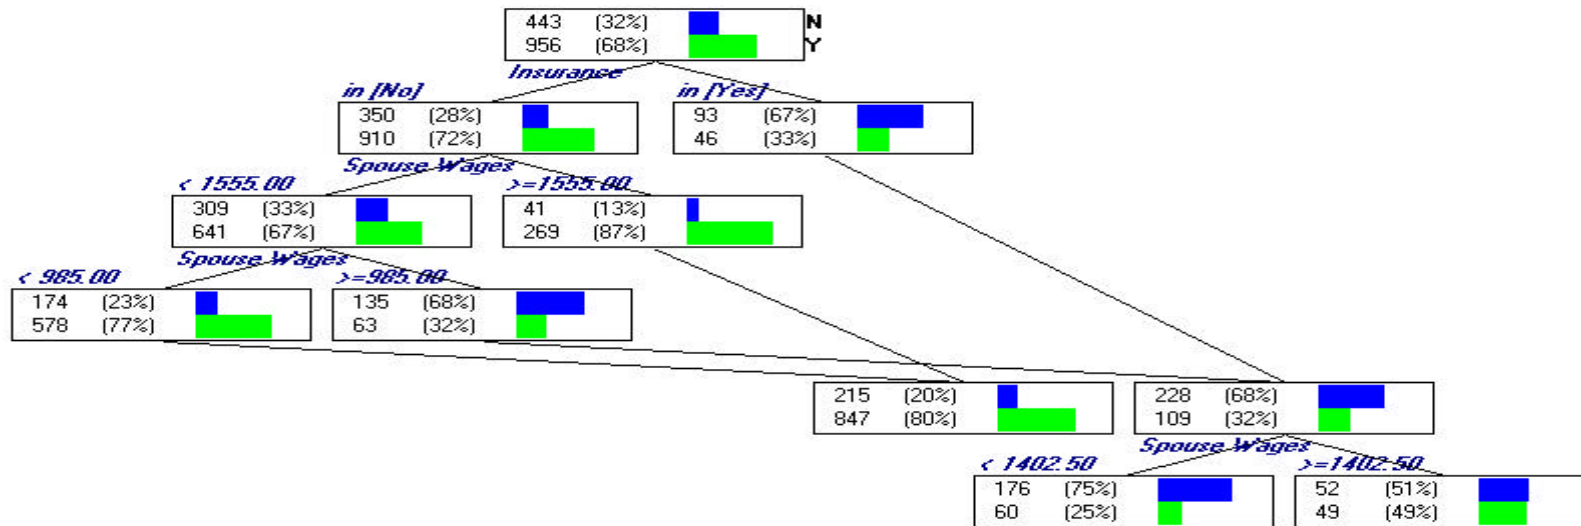 443 (32%) N
956 (68%) Y
Insurance
in [No] in [Yes]
350 (28%) 93 (67%)
910 (72%) 46 (33%)
Spouse Wages
< 1555.00 >=1555.00
309 (33%) 41 (13%)
641 (67%) 269 (87%)
Spouse Wages
< 985.00 >=985.00
174 (23%) 135 (68%)
578 (77%) 63 (32%)
215 (20%) 228 (68%)
847 (80%) 109 (32%)
Spouse Wages
< 1402.50 >=1402.50
176 (75%) 52 (51%)
60 (25%) 49 (49%)